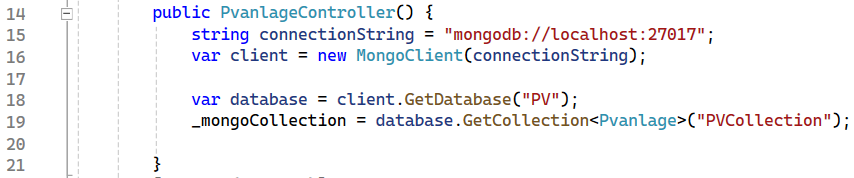 14 public PvanlageController() {
15 string connectionString = "mongodb://localhost:27017";
16 var client = new MongoClient(connectionString);
17
18 var database = client.GetDatabase("PV");
19 _mongoCollection = database.GetCollection<Pvanlage>("PVCollection");
20
21 }